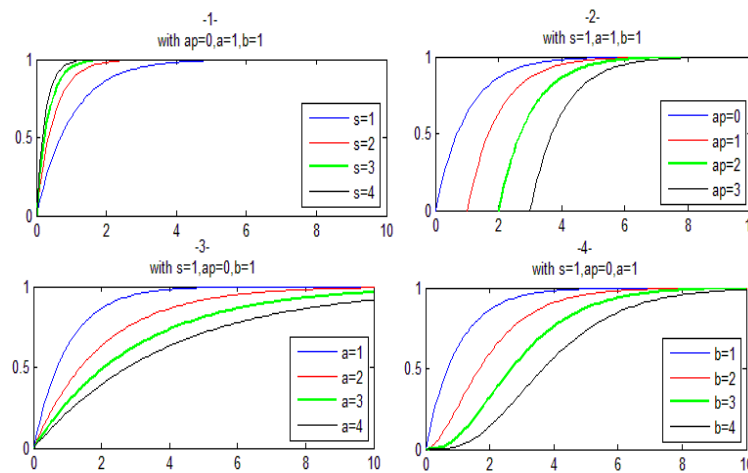 -1-
with ap=0,a=1,b=1
1
0.5
0
0 2 4 6 8 10
s=1
s=2
s=3
s=4
-2-
with s=1,a=1,b=1
1
0.5
0
0 2 4 6 8 1
ap=0
ap=1
ap=2
ap=3
-3-
with s=1,ap=0,b=1
1
0.5
0
0 2 4 6 8 10
a=1
a=2
a=3
a=4
-4-
with s=1,ap=0,a=1
1
0.5
0
0 2 4 6 8 10
b=1
b=2
b=3
b=4